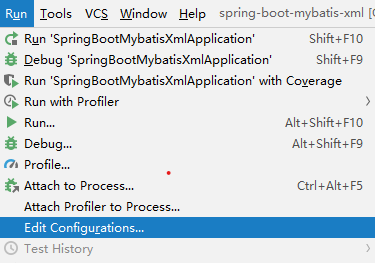 Run Tools VCS Window Help spring-boot-mybatis-xml [
Run 'SpringBootMybatisXmlApplication' Shift+F10
Debug 'SpringBootMybatisXmlApplication' Shift+F9
Run 'SpringBootMybatisXmlApplication' with Coverage
Run with Profiler
Run... Alt+Shift+F10
Debug... Alt+Shift+F9
Profile...
Attach to Process... Ctrl+Alt+F5
Attach Profiler to Process...
Edit Configurations...
Test History